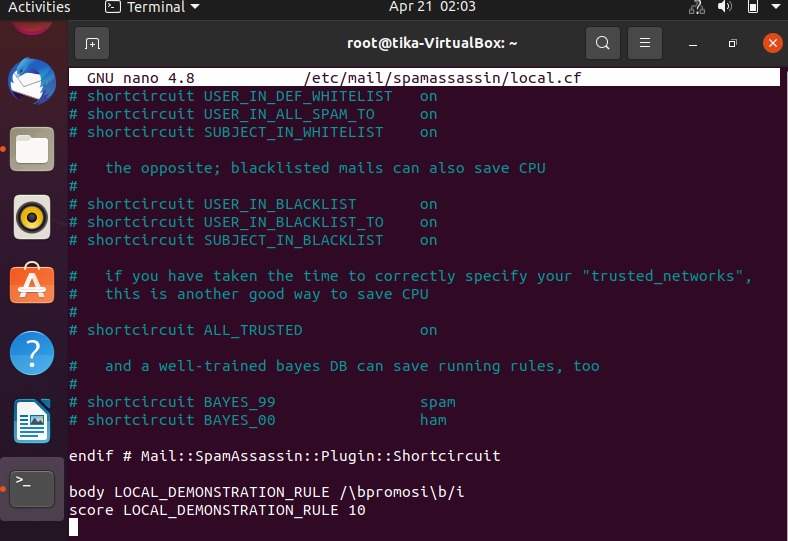 Activities Terminal Apr 21 02:03
root@tika-VirtualBox: ~
GNU nano 4.8 /etc/mail/spamassassin/local.cf
# shortcircuit USER_IN_DEF_WHITELIST on
# shortcircuit USER_IN_ALL_SPAM_TO on
# shortcircuit SUBJECT_IN_WHITELIST on
# the opposite; blacklisted mails can also save CPU
#
# shortcircuit USER_IN_BLACKLIST on
# shortcircuit USER_IN_BLACKLIST_TO on
# shortcircuit SUBJECT_IN_BLACKLIST on
# if you have taken the time to correctly specify your "trusted_networks",
# this is another good way to save CPU
#
# shortcircuit ALL_TRUSTED on
# and a well-trained bayes DB can save running rules, too
#
# shortcircuit BAYES_99 spam
# shortcircuit BAYES_00 ham
endif # Mail::SpamAssassin::Plugin::Shortcircuit
body LOCAL_DEMONSTRATION_RULE /\bpromosi\b/i
score LOCAL_DEMONSTRATION_RULE 10